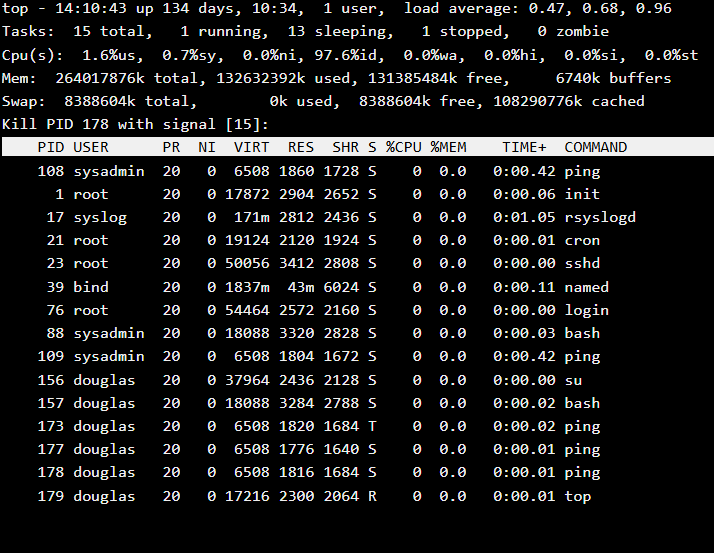 top - 14:10:43 up 134 days, 10:34,  1 user,  load average: 0.47, 0.68, 0.96
Tasks:  15 total,   1 running,  13 sleeping,   1 stopped,   0 zombie
Cpu(s):  1.6%us,  0.7%sy,  0.0%ni, 97.6%id,  0.0%wa,  0.0%hi,  0.0%si,  0.0%st
Mem:  264017876k total, 132632392k used, 131385484k free,     6740k buffers
Swap:  8388604k total,        0k used,  8388604k free, 108290776k cached
Kill PID 178 with signal [15]:
PID USER      PR  NI  VIRT  RES  SHR S %CPU %MEM    TIME+  COMMAND
108 sysadmin  20   0  6508 1860 1728 S    0  0.0   0:00.42 ping
1 root      20   0 17872 2904 2652 S    0  0.0   0:00.06 init
17 syslog    20   0  171m 2812 2436 S    0  0.0   0:01.05 rsyslogd
21 root      20   0 19124 2120 1924 S    0  0.0   0:00.01 cron
23 root      20   0 50056 3412 2808 S    0  0.0   0:00.00 sshd
39 bind      20   0 1837m  43m 6024 S    0  0.0   0:00.11 named
76 root      20   0 54464 2572 2160 S    0  0.0   0:00.00 login
88 sysadmin  20   0 18088 3320 2828 S    0  0.0   0:00.03 bash
109 sysadmin  20   0  6508 1804 1672 S    0  0.0   0:00.42 ping
156 douglas   20   0 37964 2436 2128 S    0  0.0   0:00.00 su
157 douglas   20   0 18088 3284 2788 S    0  0.0   0:00.02 bash
173 douglas   20   0  6508 1820 1684 T    0  0.0   0:00.02 ping
177 douglas   20   0  6508 1776 1640 S    0  0.0   0:00.01 ping
178 douglas   20   0  6508 1816 1684 S    0  0.0   0:00.01 ping
179 douglas   20   0 17216 2300 2064 R    0  0.0   0:00.01 top